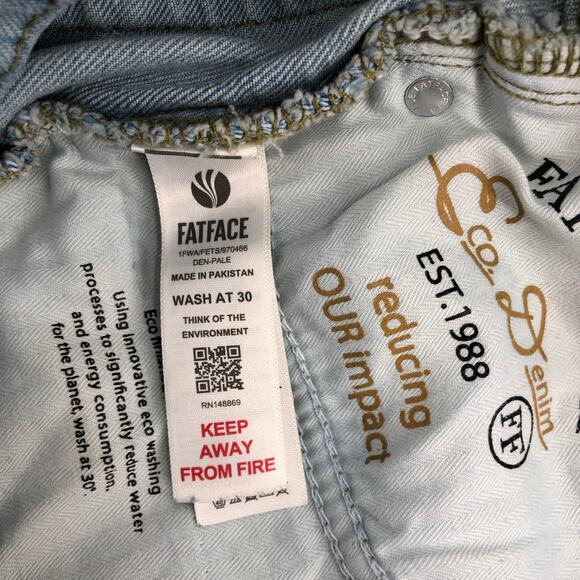 FATFACE
1FWA/FETS/970466
DEN-PALE
MADE IN PAKISTAN
WASH AT 30
THINK OF THE
ENVIRONMENT
RN148869
KEEP
AWAY
FROM FIRE
Eco
Using innovative eco washing
processes to significantly reduce water
and energy consumption.
for the planet, wash at 30°
Eco. Denim
EST.1988
FF
reducing
OUR impact